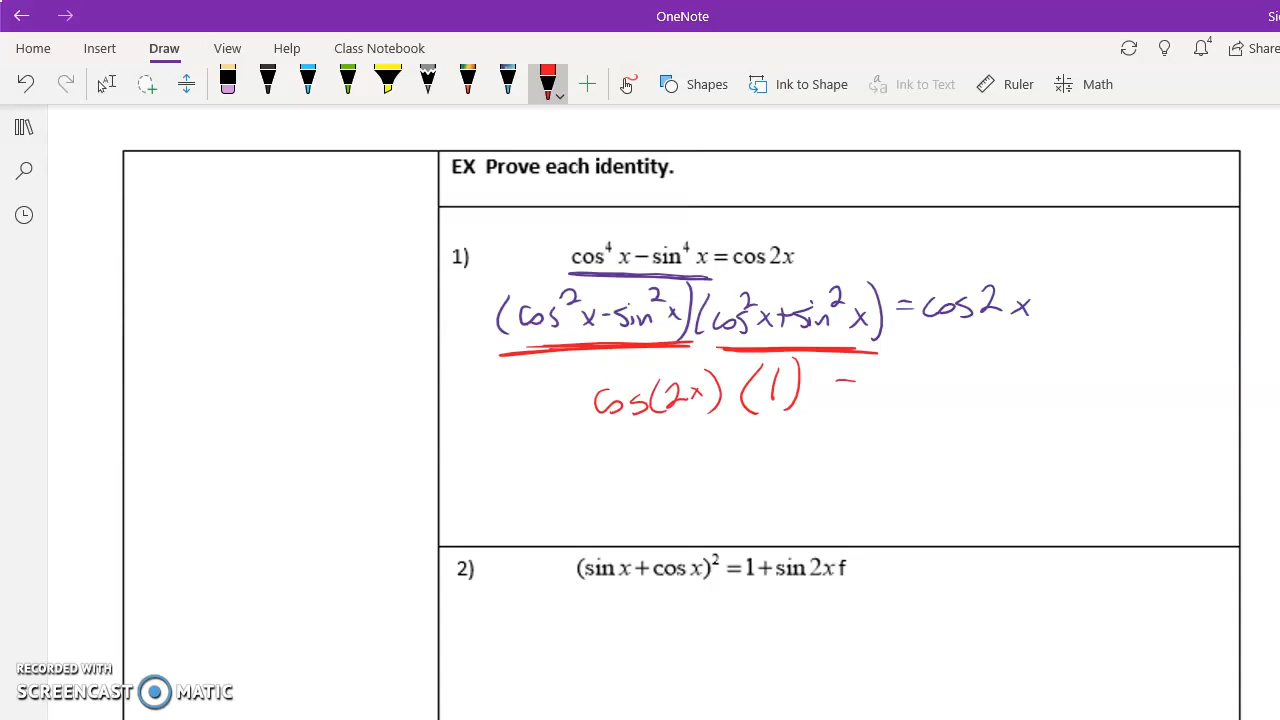 OneNote
Si
Home Insert Draw View Help Class Notebook 4 Share
Shapes Ink to Shape Ink to Text Ruler Math
EX Prove each identity.
1) cos⁴ x − sin⁴ x = cos 2x
(cos² x - sin² x)(cos² x + sin² x) = cos 2 x
cos(2x) (1) =
2) (sin x + cos x)² = 1 + sin 2x f
RECORDED WITH
SCREENCAST MATIC